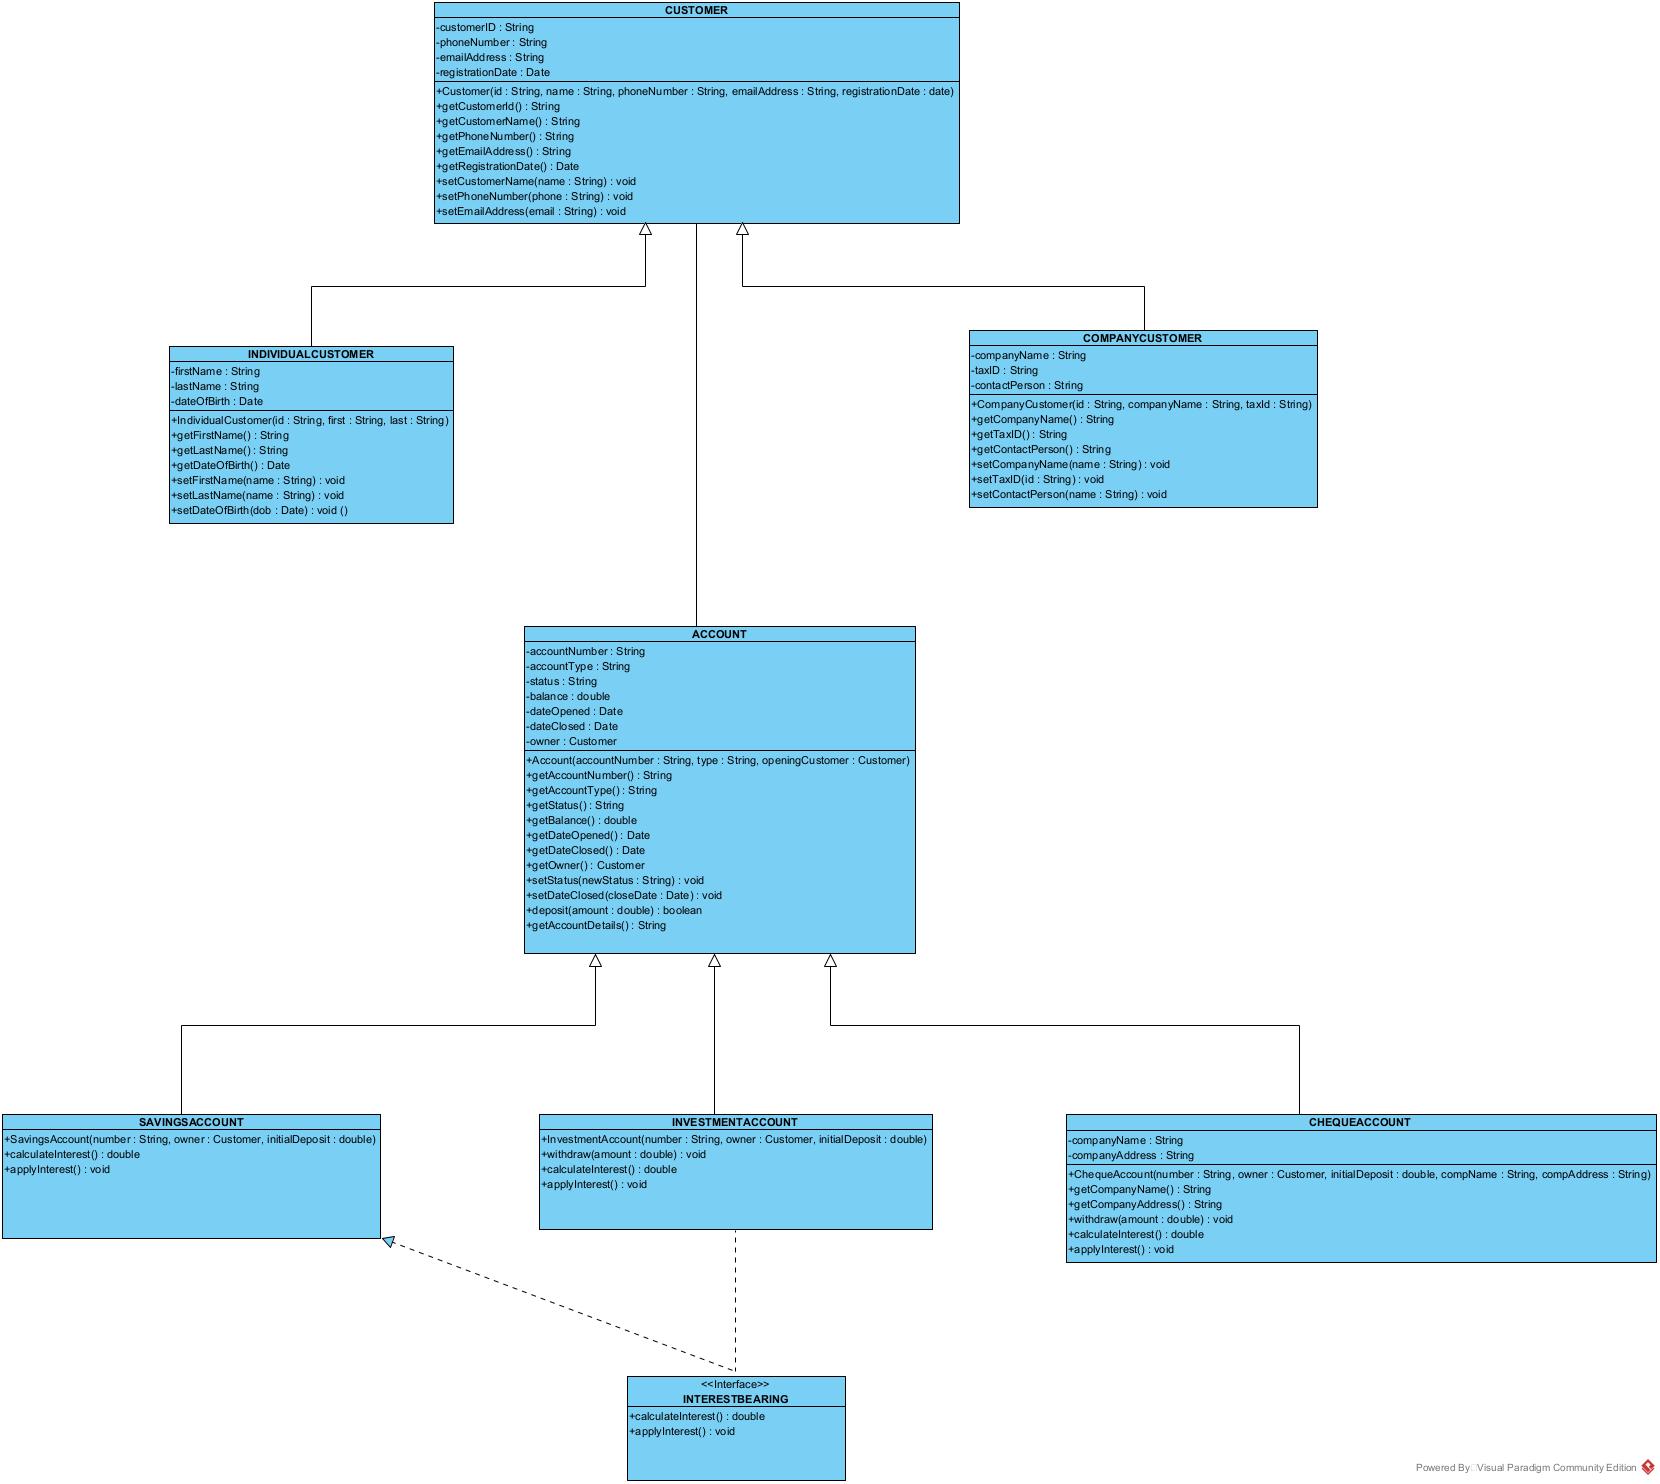 CUSTOMER
-customerID : String
-phoneNumber : String
-emailAddress : String
-registrationDate : Date
+Customer(id : String, name : String, phoneNumber : String, emailAddress : String, registrationDate : date)
+getCustomerId() : String
+getCustomerName() : String
+getPhoneNumber() : String
+getEmailAddress() : String
+getRegistrationDate() : Date
+setCustomerName(name : String) : void
+setPhoneNumber(phone : String) : void
+setEmailAddress(email : String) : void
INDIVIDUALCUSTOMER
-firstName : String
-lastName : String
-dateOfBirth : Date
+IndividualCustomer(id : String, first : String, last : String)
+getFirstName() : String
+getLastName() : String
+getDateOfBirth() : Date
+setFirstName(name : String) : void
+setLastName(name : String) : void
+setDateOfBirth(dob : Date) : void ()
COMPANYCUSTOMER
-companyName : String
-taxID : String
-contactPerson : String
+CompanyCustomer(id : String, companyName : String, taxId : String)
+getCompanyName() : String
+getTaxID() : String
+getContactPerson() : String
+setCompanyName(name : String) : void
+setTaxID(id : String) : void
+setContactPerson(name : String) : void
ACCOUNT
-accountNumber : String
-accountType : String
-status : String
-balance : double
-dateOpened : Date
-dateClosed : Date
-owner : Customer
+Account(accountNumber : String, type : String, openingCustomer : Customer)
+getAccountNumber() : String
+getAccountType() : String
+getStatus() : String
+getBalance() : double
+getDateOpened() : Date
+getDateClosed() : Date
+getOwner() : Customer
+setStatus(newStatus : String) : void
+setDateClosed(closeDate : Date) : void
+deposit(amount : double) : boolean
+getAccountDetails() : String
SAVINGSACCOUNT
+SavingsAccount(number : String, owner : Customer, initialDeposit : double)
+calculateInterest() : double
+applyInterest() : void
INVESTMENTACCOUNT
+InvestmentAccount(number : String, owner : Customer, initialDeposit : double)
+withdraw(amount : double) : void
+calculateInterest() : double
+applyInterest() : void
CHEQUEACCOUNT
-companyName : String
-companyAddress : String
+ChequeAccount(number : String, owner : Customer, initialDeposit : double, compName : String, compAddress : String)
+getCompanyName() : String
+getCompanyAddress() : String
+withdraw(amount : double) : void
+calculateInterest() : double
+applyInterest() : void
<<Interface>>
INTERESTBEARING
+calculateInterest() : double
+applyInterest() : void
Powered By Visual Paradigm Community Edition